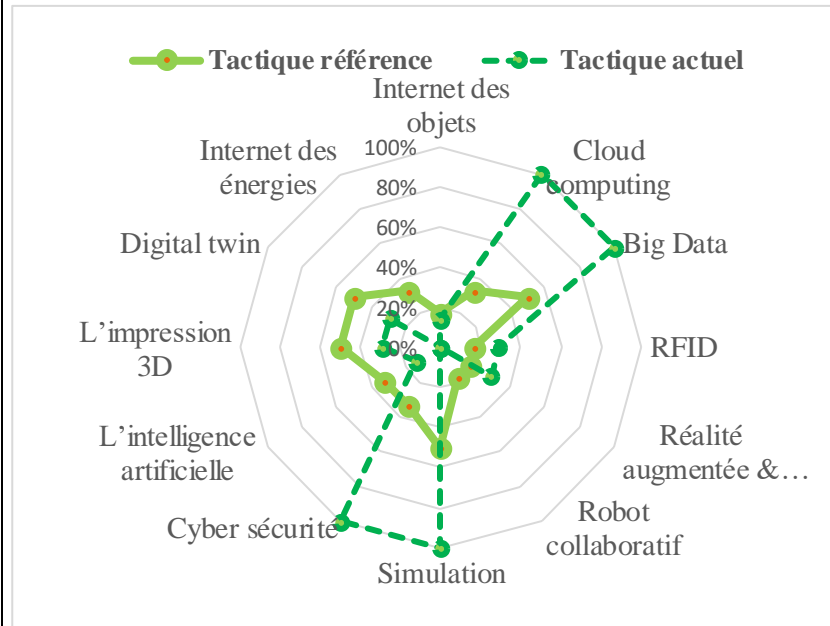 Tactique référence
Tactique actuel
Internet des
objets
Cloud
computing
Big Data
RFID
Réalité
augmentée &…
Robot
collaboratif
Simulation
Cyber sécurité
L'intelligence
artificielle
L'impression
3D
Digital twin
Internet des
énergies
100%
80%
60%
40%
20%
0%